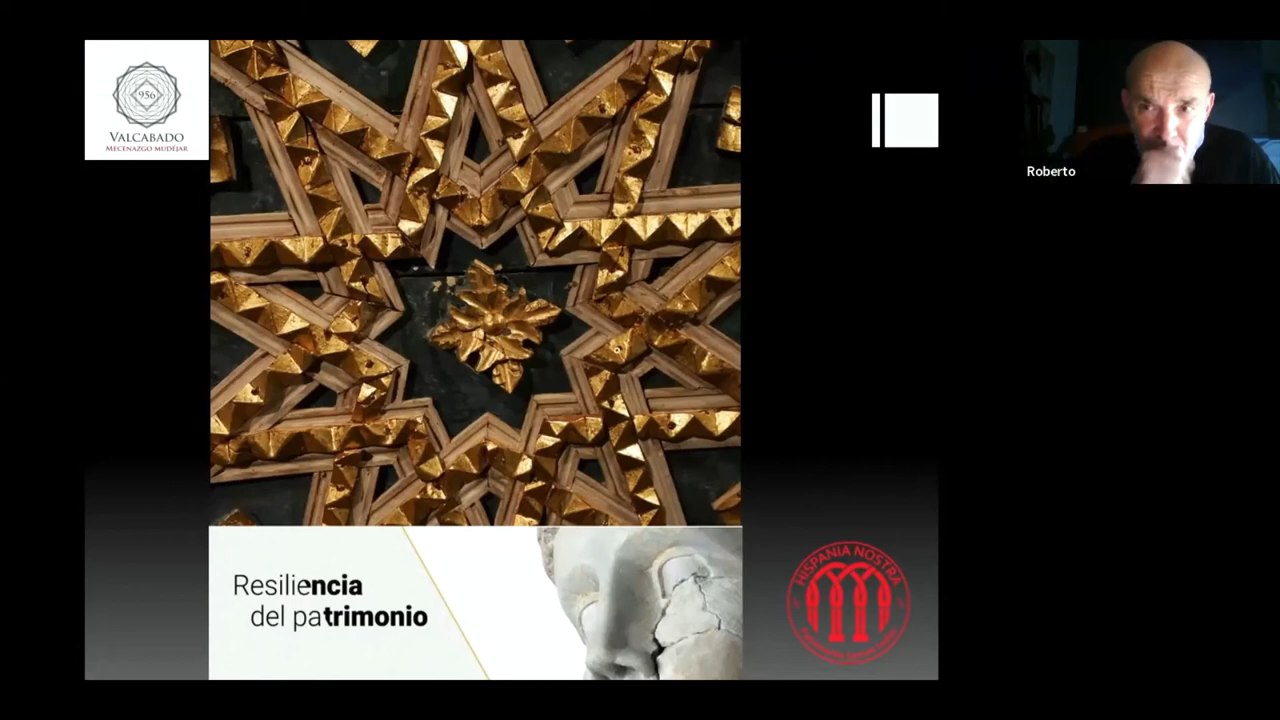 956
VALCABADO
MECENAZGO MUDÉJAR
Roberto
Resiliencia
del patrimonio
HISPANIA NOSTRA